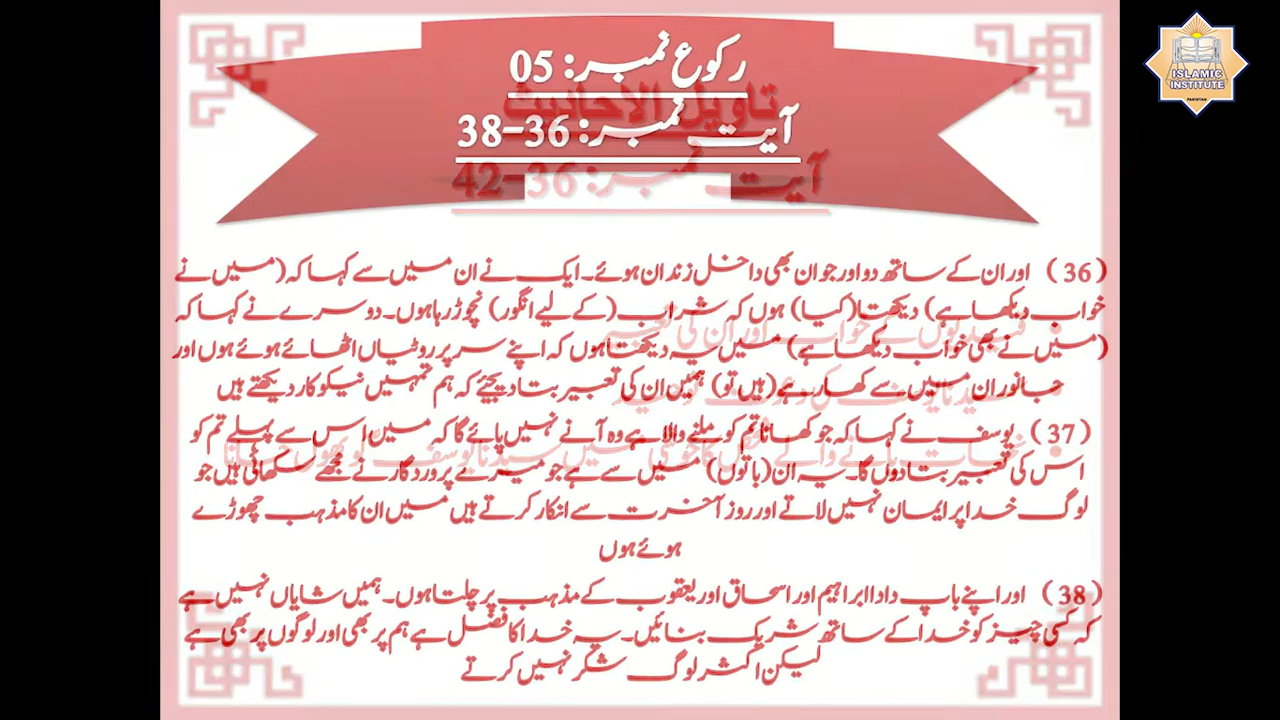 رکوع نمبر: 05
تاویل الاحادیث
آیت نمبر: 36-38
آیت نمبر: 36-42
ISLAMIC
INSTITUTE
PAKISTAN
(36) اور ان کے ساتھ دو اور جوان بھی داخل زندان ہوئے۔ ایک نے ان میں سے کہا کہ (میں نے
خواب دیکھا ہے) دیکھتا (کیا) ہوں کہ شراب (کے لیے انگور) نچوڑ رہا ہوں۔ دوسرے نے کہا کہ
(میں نے بھی خواب دیکھا ہے) میں یہ دیکھتا ہوں کہ اپنے سر پر روٹیاں اٹھائے ہوئے ہوں اور
جانور ان میں سے کھا رہے (ہیں تو) ہمیں ان کی تعبیر بتا دیجیئے کہ ہم تمہیں نیکوکار دیکھتے ہیں
(37) یوسف نے کہا کہ جو کھانا تم کو ملنے والا ہے وہ آنے نہیں پائے گا کہ میں اس سے پہلے تم کو
اس کی تعبیر بتا دوں گا۔ یہ ان (باتوں) میں سے ہے جو میرے پروردگار نے مجھے سکھائی ہیں جو
لوگ خدا پر ایمان نہیں لاتے اور روز آخرت سے انکار کرتے ہیں میں ان کا مذہب چھوڑے
ہوئے ہوں
(38) اور اپنے باپ دادا ابراہیم اور اسحاق اور یعقوب کے مذہب پر چلتا ہوں۔ ہمیں شایاں نہیں ہے
کہ کسی چیز کو خدا کے ساتھ شریک بنائیں۔ یہ خدا کا فضل ہے ہم پر بھی اور لوگوں پر بھی ہے
لیکن اکثر لوگ شکر نہیں کرتے